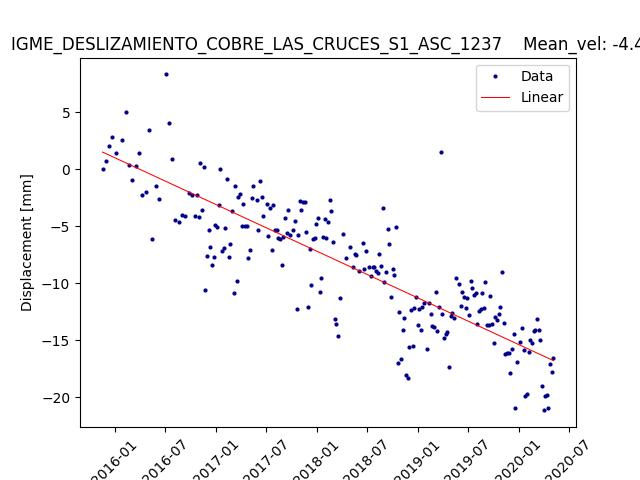 IGME_DESLIZAMIENTO_COBRE_LAS_CRUCES_S1_ASC_1237 Mean_vel: -4.4
Data
Linear
5
0
−5
−10
−15
−20
Displacement [mm]
2016-01 2016-07 2017-01 2017-07 2018-01 2018-07 2019-01 2019-07 2020-01 2020-07